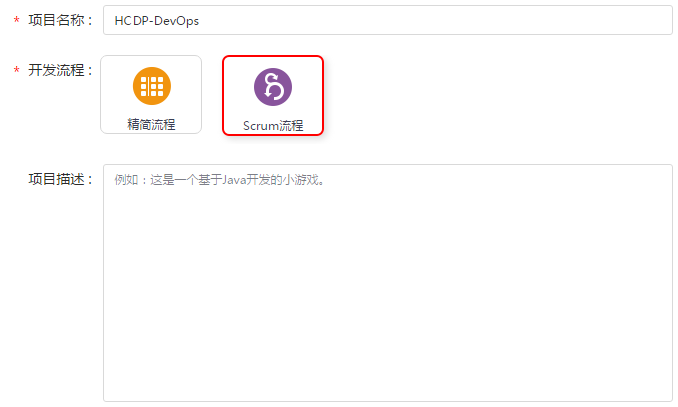 * 项目名称： HCDP-DevOps
* 开发流程：
精简流程 Scrum流程
项目描述： 例如：这是一个基于Java开发的小游戏。